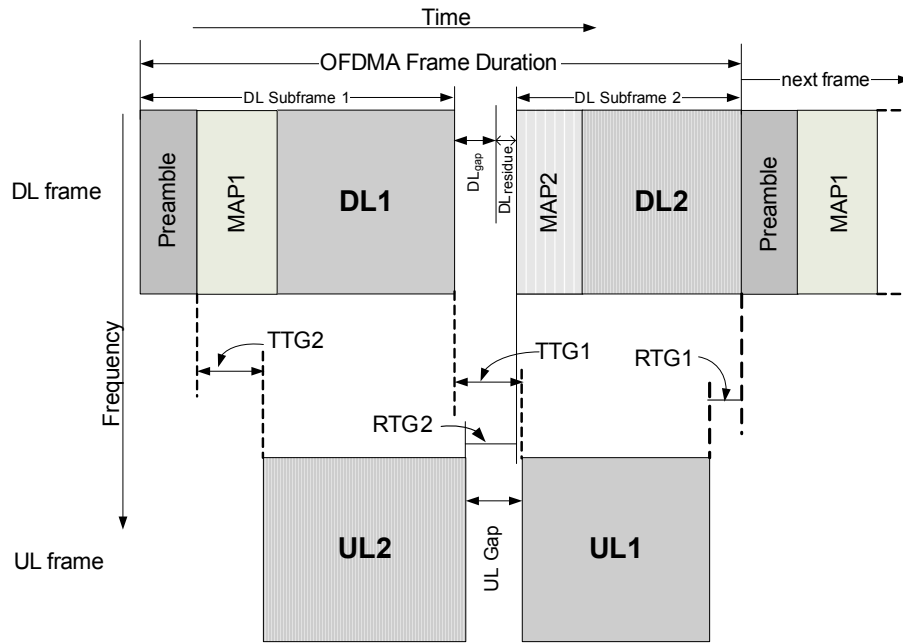 Time
OFDMA Frame Duration
next frame
DL Subframe 1
DL Subframe 2
DL frame
Preamble
MAP1
DL1
DLgap
DLresidue
MAP2
DL2
Preamble
MAP1
Frequency
TTG2
TTG1
RTG1
RTG2
UL frame
UL2
UL Gap
UL1